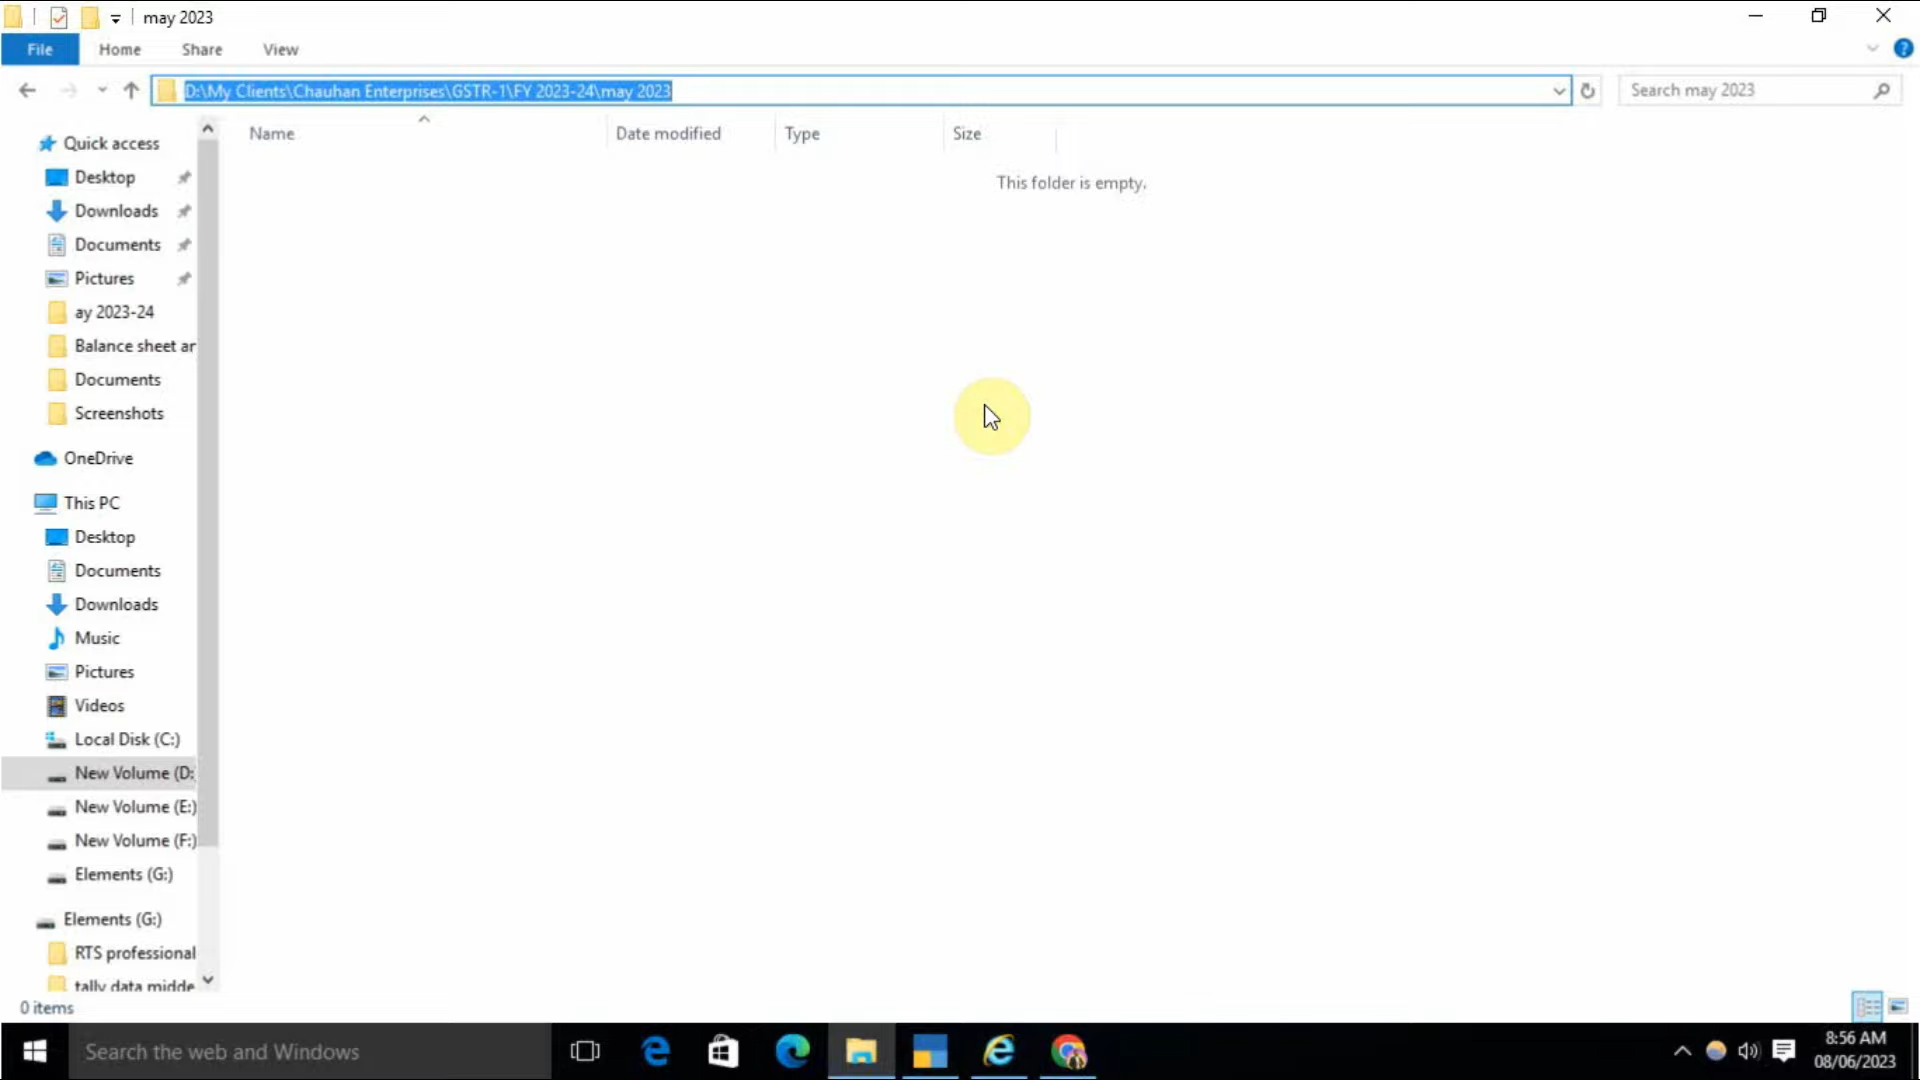 may 2023
File Home Share View
D:\My Clients\Chauhan Enterprises\GSTR-1\FY 2023-24\may 2023
Search may 2023
Name Date modified Type Size
This folder is empty.
Quick access
Desktop
Downloads
Documents
Pictures
ay 2023-24
Balance sheet ar
Documents
Screenshots
OneDrive
This PC
Desktop
Documents
Downloads
Music
Pictures
Videos
Local Disk (C:)
New Volume (D:
New Volume (E:)
New Volume (F:)
Elements (G:)
Elements (G:)
RTS professional
tally data midde
0 items
Search the web and Windows
8:56 AM
08/06/2023